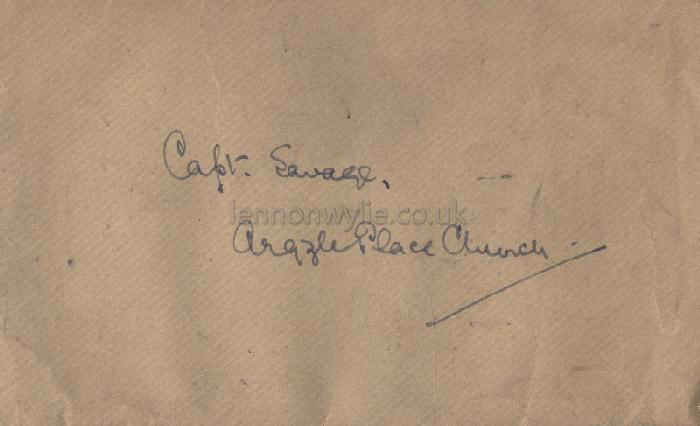 Capt. Savage,
lennonwylie.co.uk
Argyle Place Church